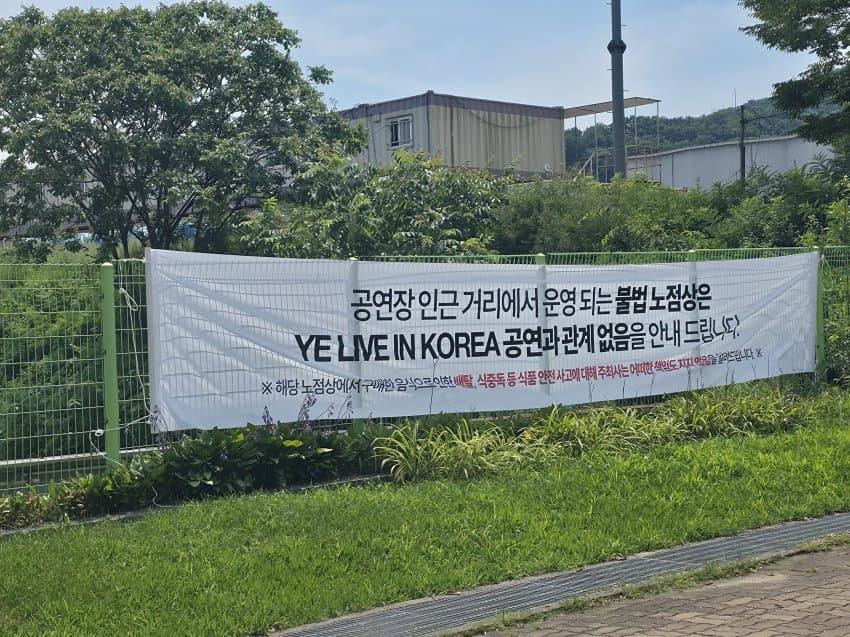 공연장 인근 거리에서 운영 되는 불법 노점상은
YE LIVE IN KOREA 공연과 관계 없음을 안내 드립니다.
※ 해당 노점상에서 구매한 음식으로 인한 배탈, 식중독 등 식품 안전 사고에 대해 주최사는 어떠한 책임도 지지 않음을 알려드립니다. ※